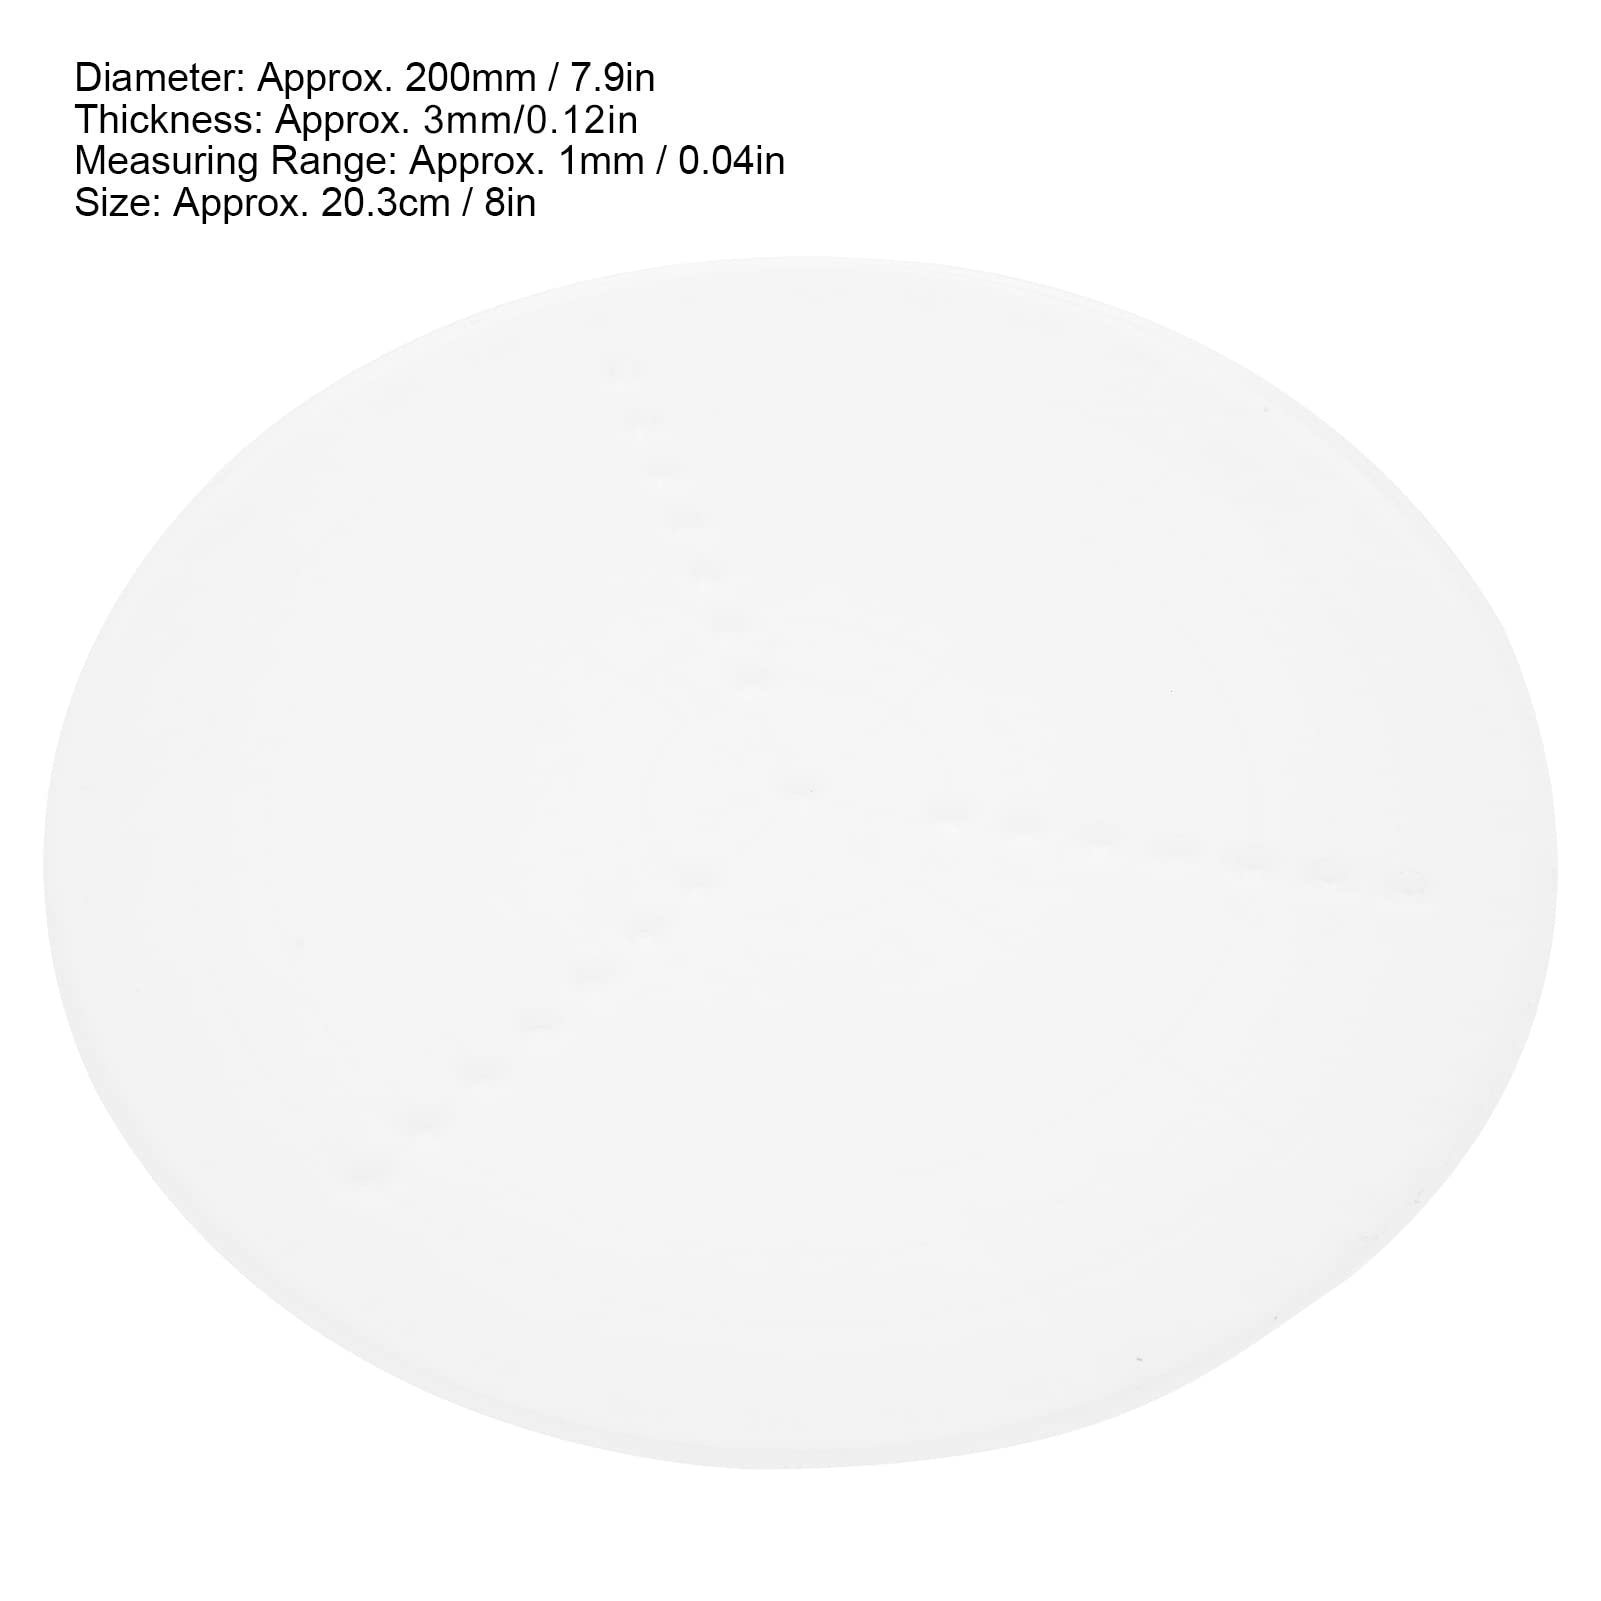 Diameter: Approx. 200mm / 7.9in
Thickness: Approx. 3mm/0.12in
Measuring Range: Approx. 1mm / 0.04in
Size: Approx. 20.3cm / 8in